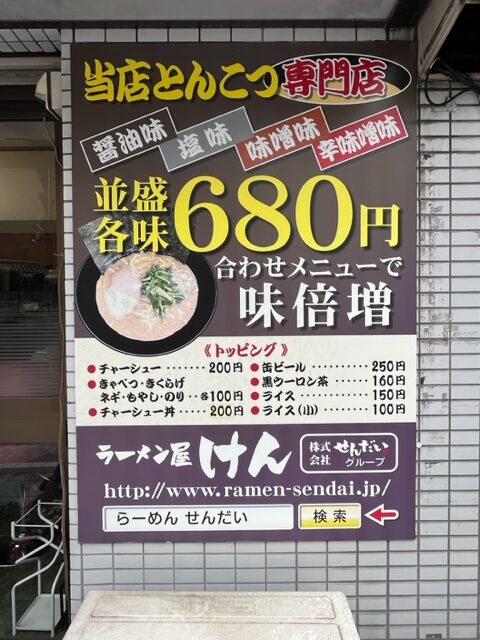 当店とんこつ専門店
醤油味 塩味 味噌味 辛味噌味
並盛
各味 680円
合わせメニューで
味倍増
《トッピング》
●チャーシュー・・・・・・・200円
●きゃべつ・きくらげ
ネギ・もやし・のり・・各100円
●チャーシュー丼・・・・・200円
●缶ビール・・・・・・・・・250円
●黒ウーロン茶・・・・・160円
●ライス・・・・・・・・・・・150円
●ライス(小)・・・・・・・100円
ラーメン屋 けん 株式会社 せんだいグループ
http://www.ramen-sendai.jp/
らーめん せんだい 検索